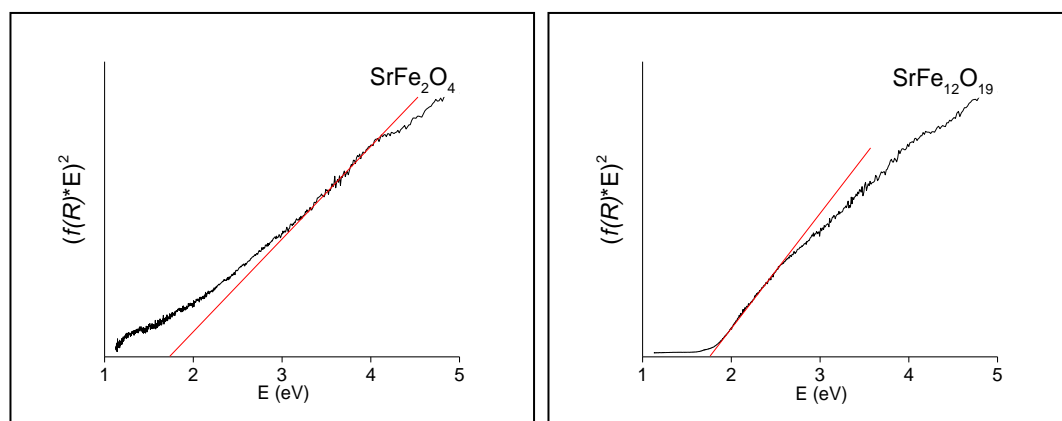 SrFe₂O₄
(f(R)*E)²
1 2 3 4 5
E (eV)
SrFe₁₂O₁₉
(f(R)*E)²
1 2 3 4 5
E (eV)